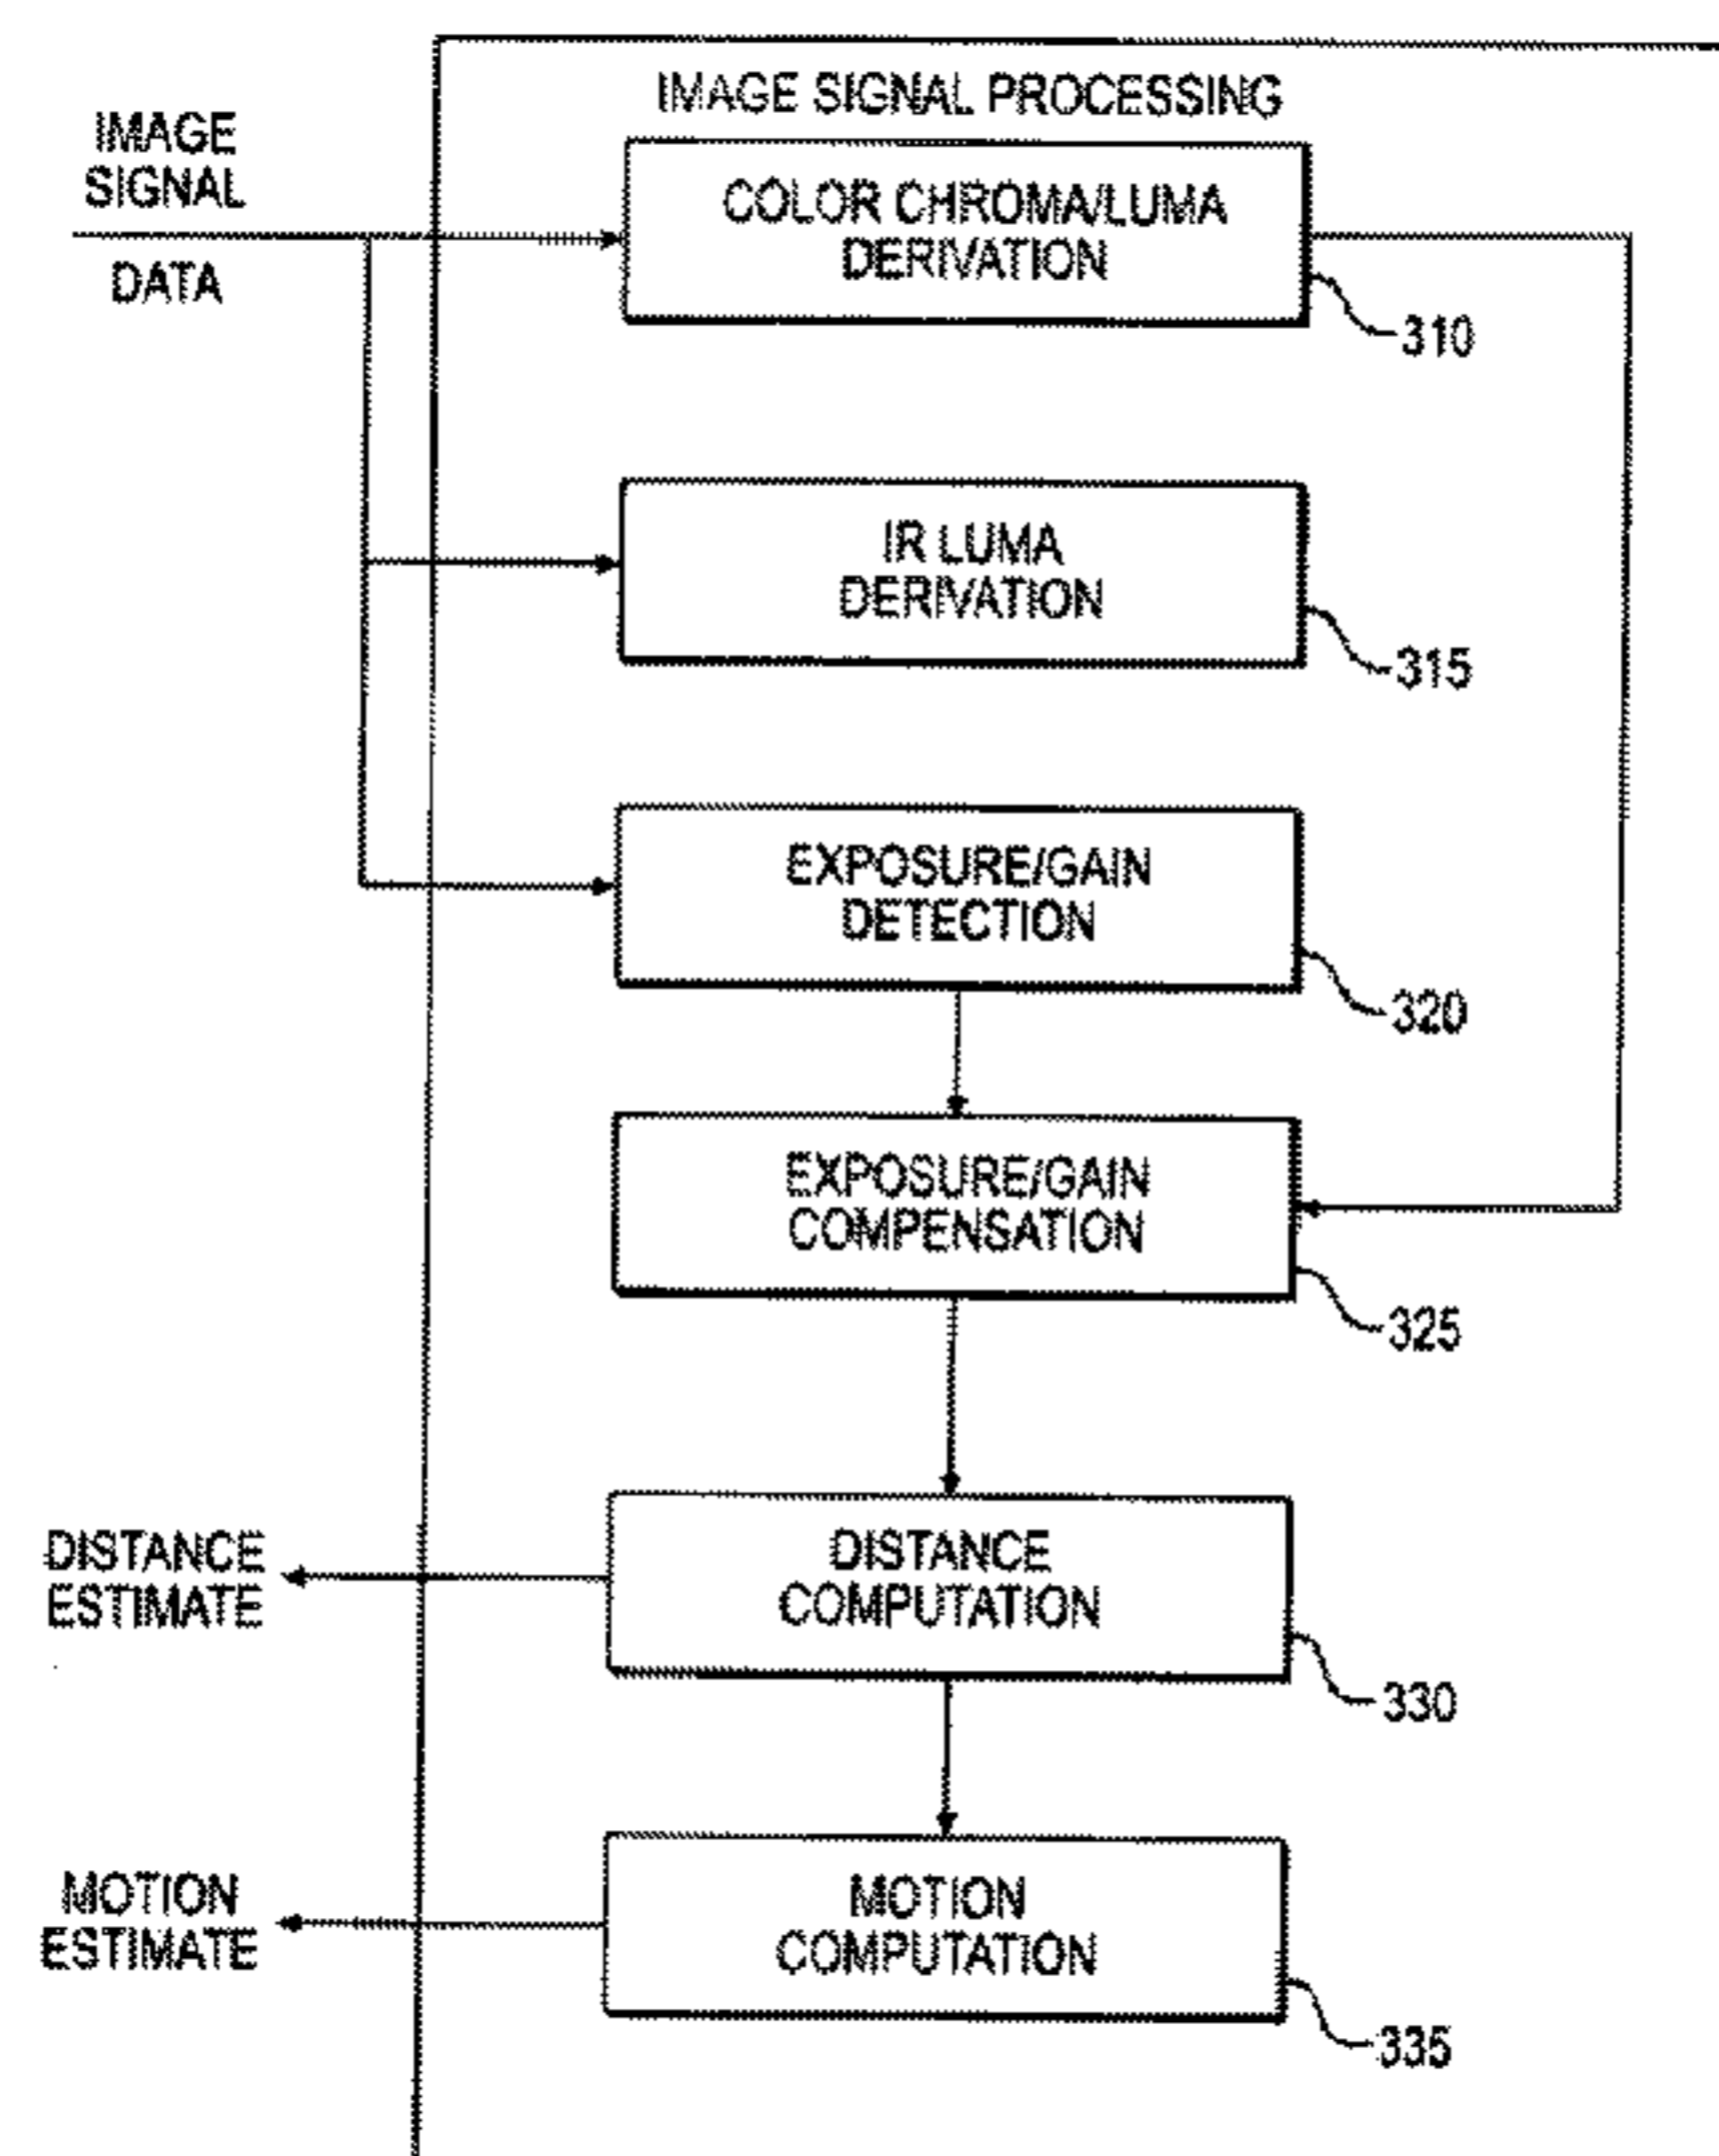 IMAGE SIGNAL PROCESSING
IMAGE
SIGNAL
DATA
COLOR CHROMA/LUMA
DERIVATION
310
IR LUMA
DERIVATION
315
EXPOSURE/GAIN
DETECTION
320
EXPOSURE/GAIN
COMPENSATION
325
DISTANCE
ESTIMATE
DISTANCE
COMPUTATION
330
MOTION
ESTIMATE
MOTION
COMPUTATION
335